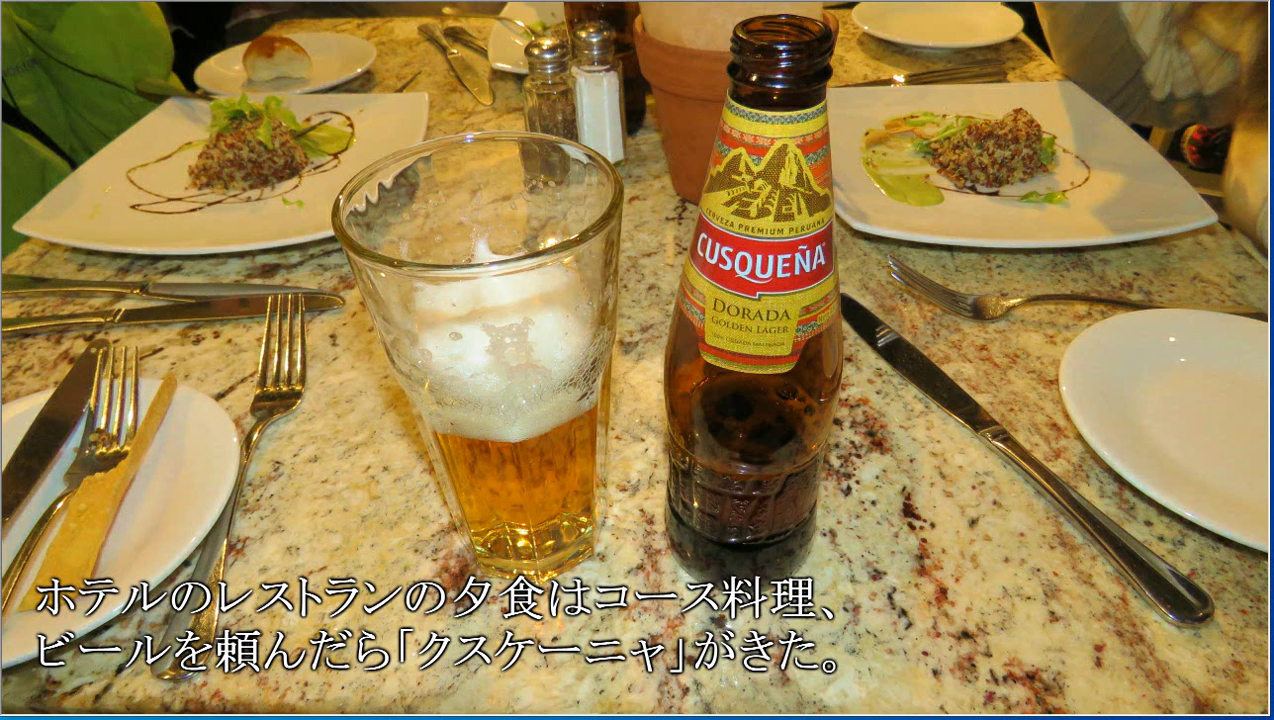 CERVEZA PREMIUM PERUANA
CUSQUEÑA
DORADA
GOLDEN LAGER
ホテルのレストランの夕食はコース料理、
ビールを頼んだら「クスケーニャ」がきた。